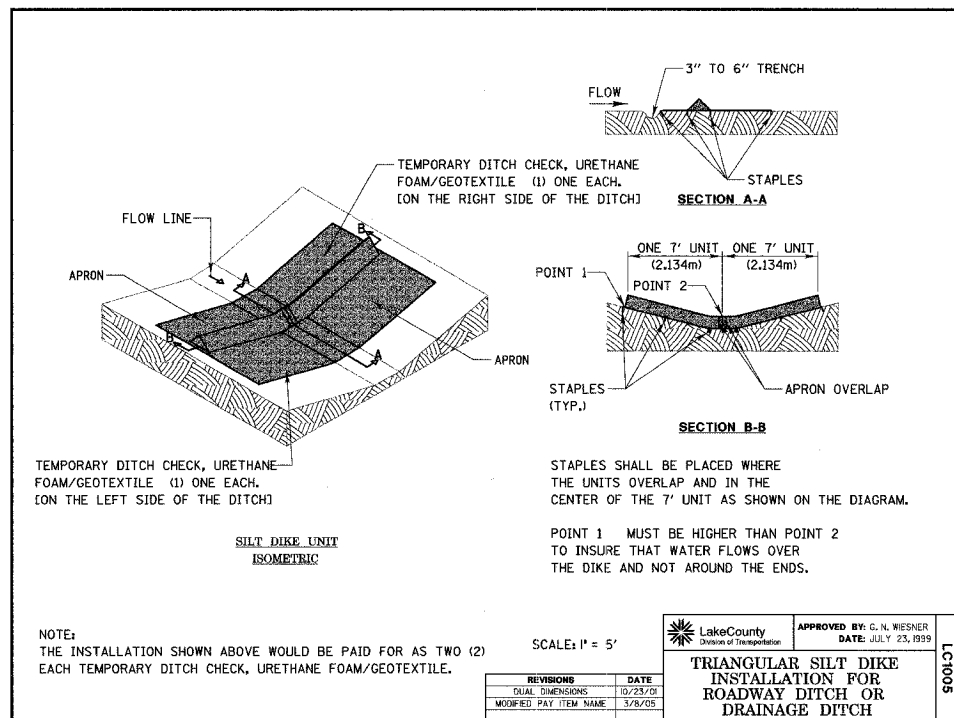 3" TO 6" TRENCH
FLOW
STAPLES
SECTION A-A
TEMPORARY DITCH CHECK, URETHANE
FOAM/GEOTEXTILE (1) ONE EACH.
[ON THE RIGHT SIDE OF THE DITCH]
FLOW LINE
APRON
A
B
B
A
APRON
ONE 7' UNIT
(2.134m)
ONE 7' UNIT
(2.134m)
POINT 1
POINT 2
STAPLES
(TYP.)
APRON OVERLAP
SECTION B-B
TEMPORARY DITCH CHECK, URETHANE
FOAM/GEOTEXTILE (1) ONE EACH.
[ON THE LEFT SIDE OF THE DITCH]
SILT DIKE UNIT
ISOMETRIC
STAPLES SHALL BE PLACED WHERE
THE UNITS OVERLAP AND IN THE
CENTER OF THE 7' UNIT AS SHOWN ON THE DIAGRAM.
POINT 1 MUST BE HIGHER THAN POINT 2
TO INSURE THAT WATER FLOWS OVER
THE DIKE AND NOT AROUND THE ENDS.
NOTE:
THE INSTALLATION SHOWN ABOVE WOULD BE PAID FOR AS TWO (2)
EACH TEMPORARY DITCH CHECK, URETHANE FOAM/GEOTEXTILE.
SCALE: 1" = 5'
REVISIONS DATE
DUAL DIMENSIONS 10/23/01
MODIFIED PAY ITEM NAME 3/8/05
LakeCounty
Division of Transportation
APPROVED BY: G. N. WIESNER
DATE: JULY 23, 1999
TRIANGULAR SILT DIKE
INSTALLATION FOR
ROADWAY DITCH OR
DRAINAGE DITCH
LC1005